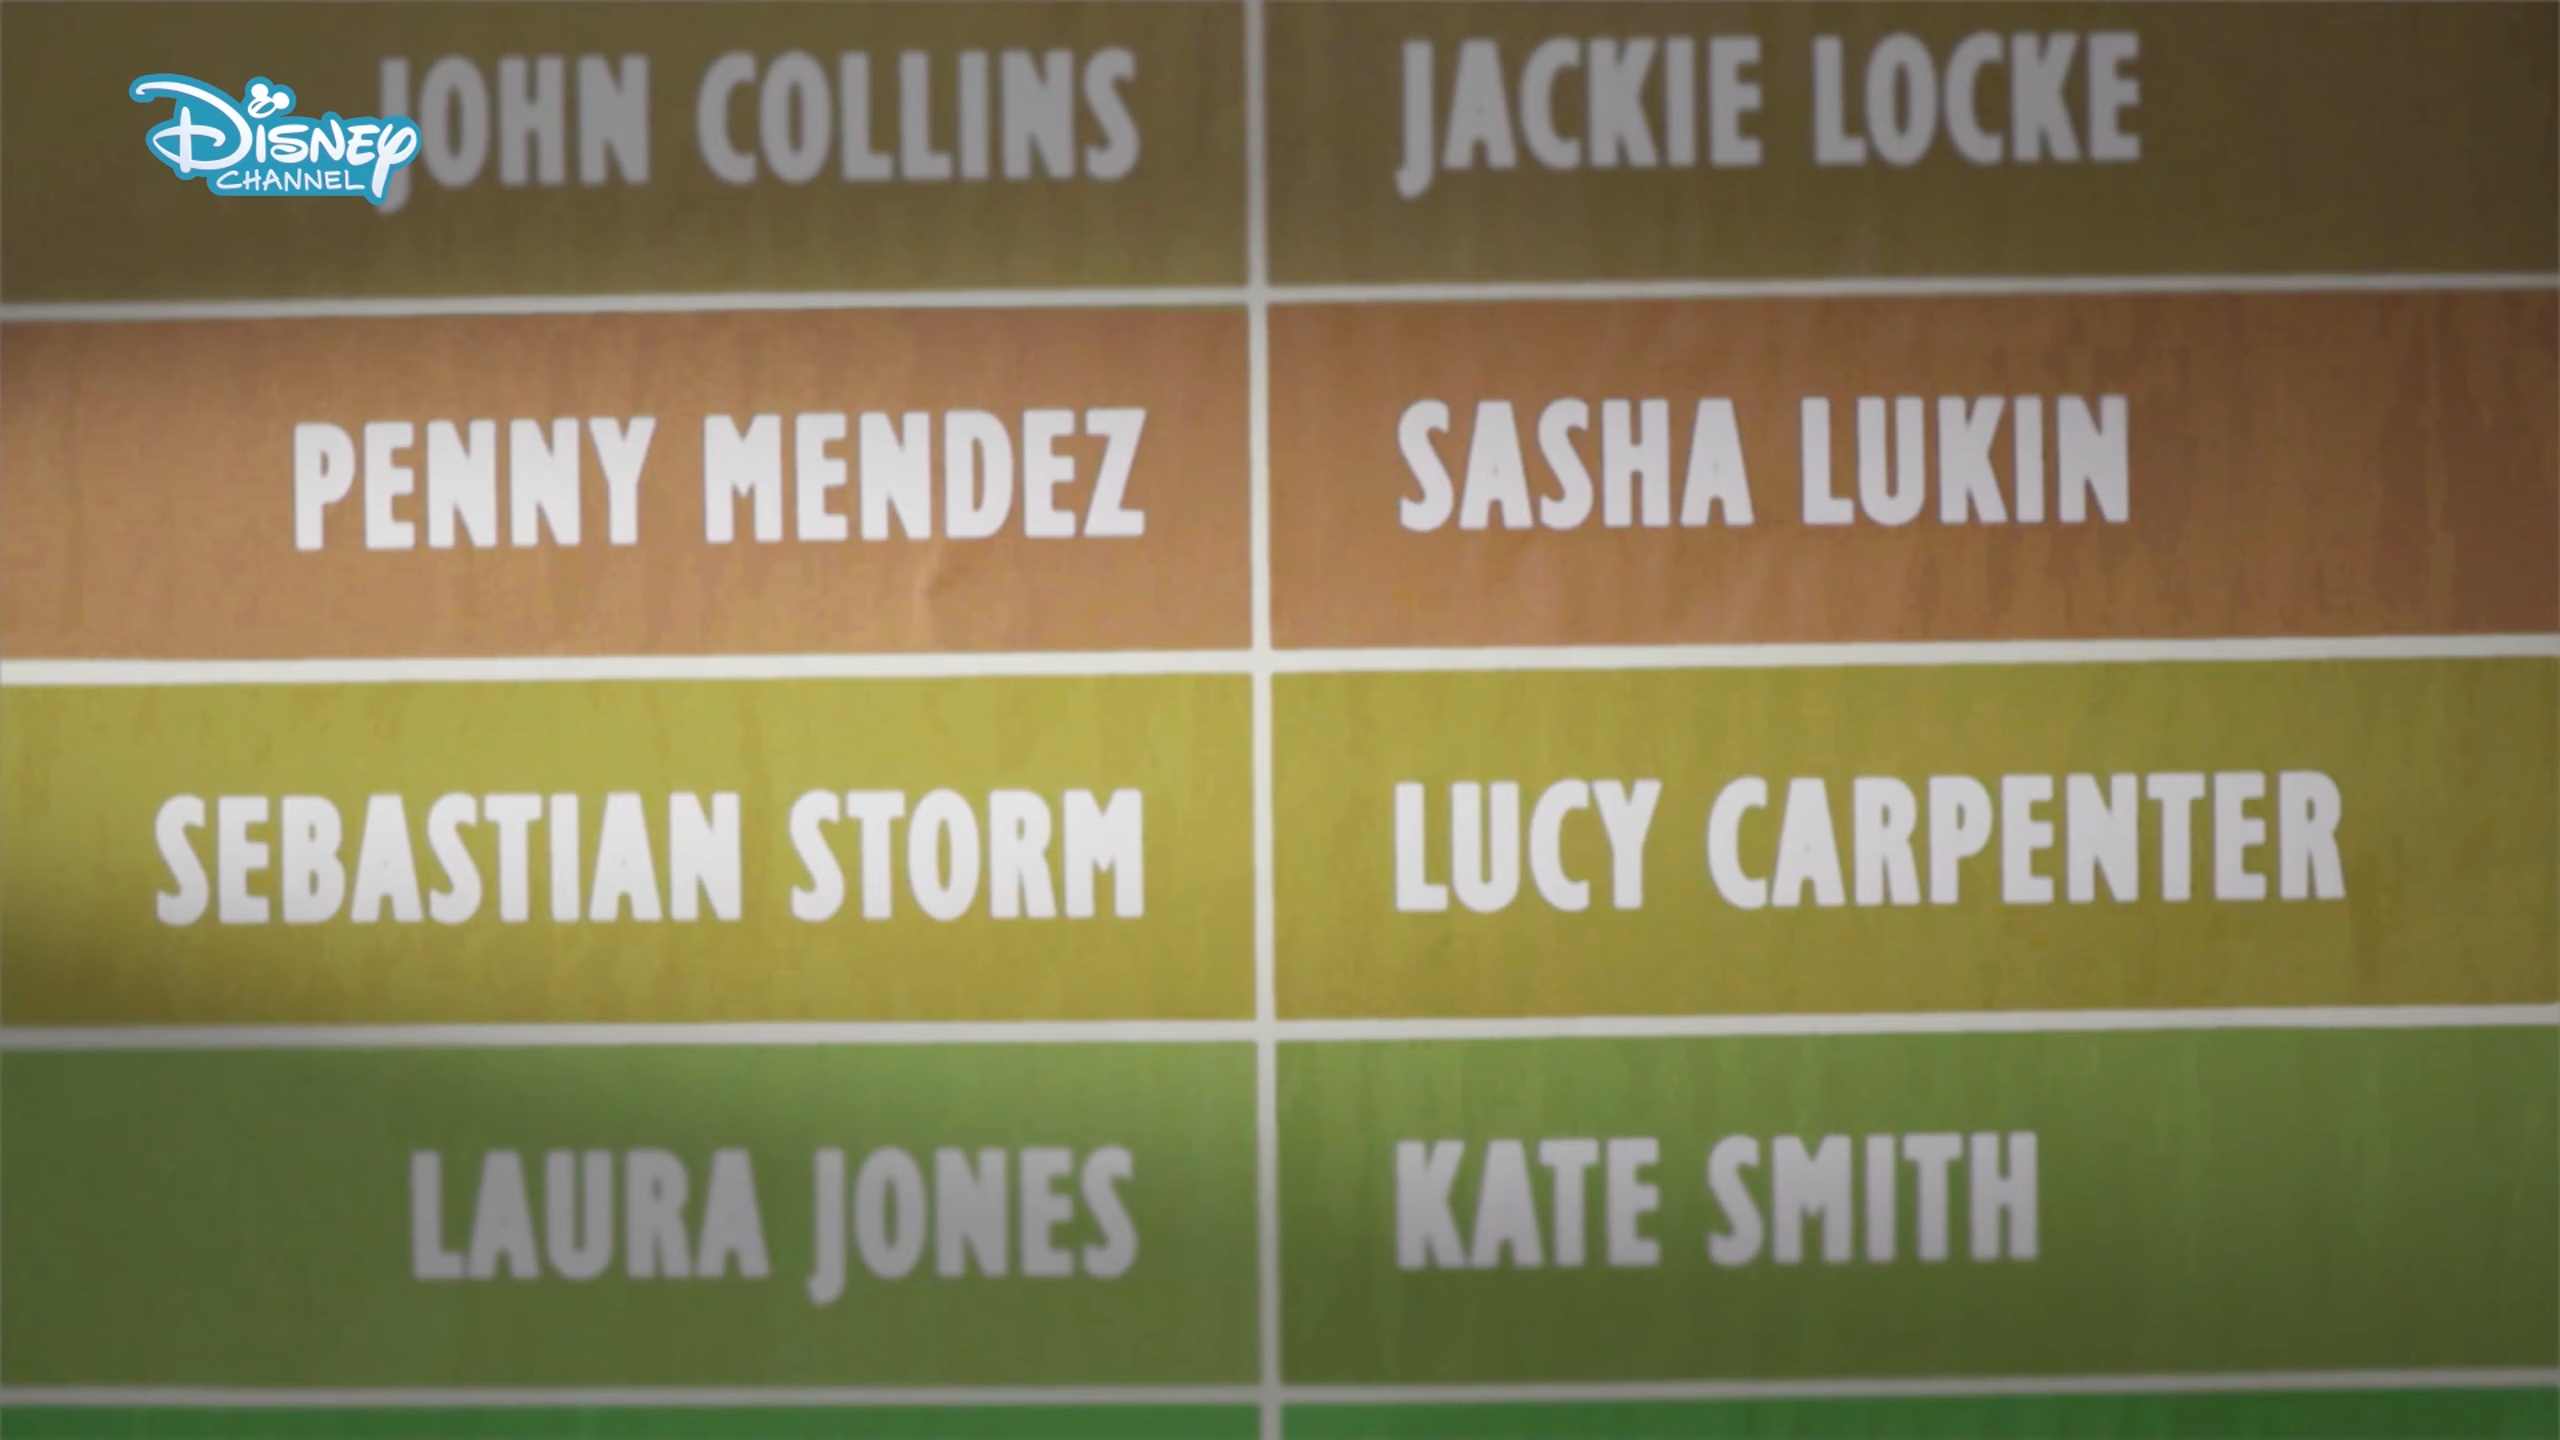 JOHN COLLINS JACKIE LOCKE
DISNEY
CHANNEL
PENNY MENDEZ SASHA LUKIN
SEBASTIAN STORM LUCY CARPENTER
LAURA JONES KATE SMITH